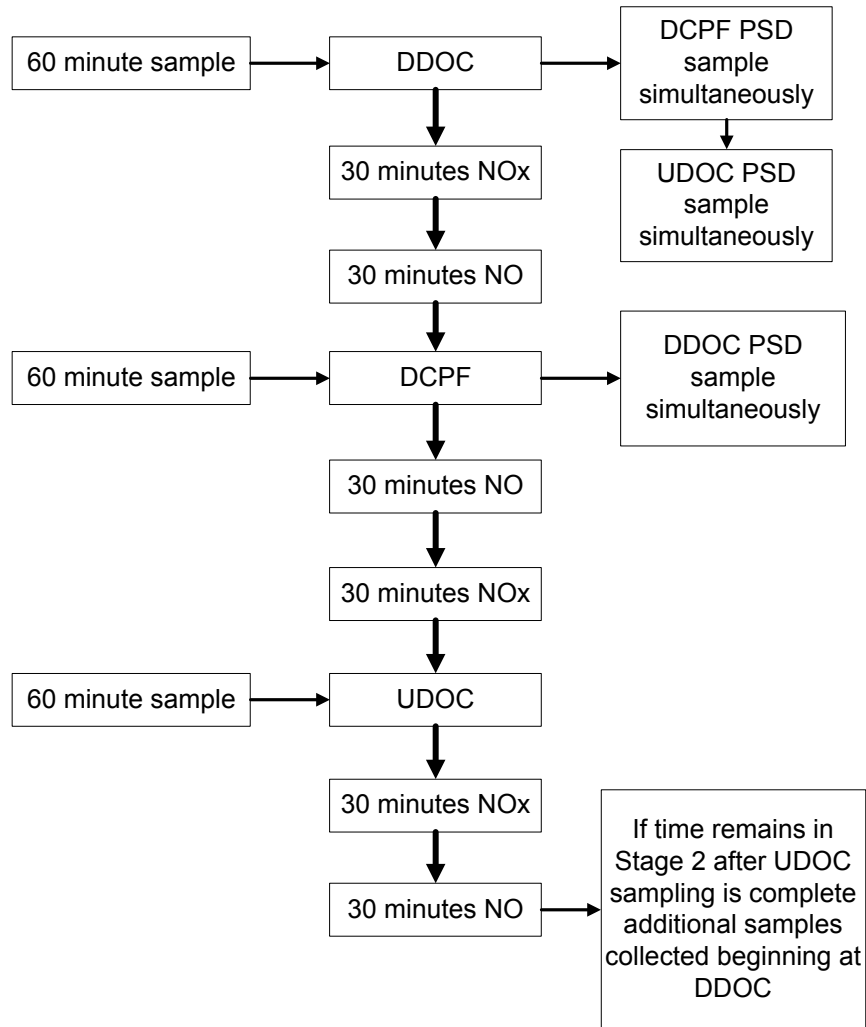 60 minute sample
DDOC
DCPF PSD
sample
simultaneously
UDOC PSD
sample
simultaneously
30 minutes NOx
30 minutes NO
60 minute sample
DCPF
DDOC PSD
sample
simultaneously
30 minutes NO
30 minutes NOx
60 minute sample
UDOC
30 minutes NOx
30 minutes NO
If time remains in
Stage 2 after UDOC
sampling is complete
additional samples
collected beginning at
DDOC